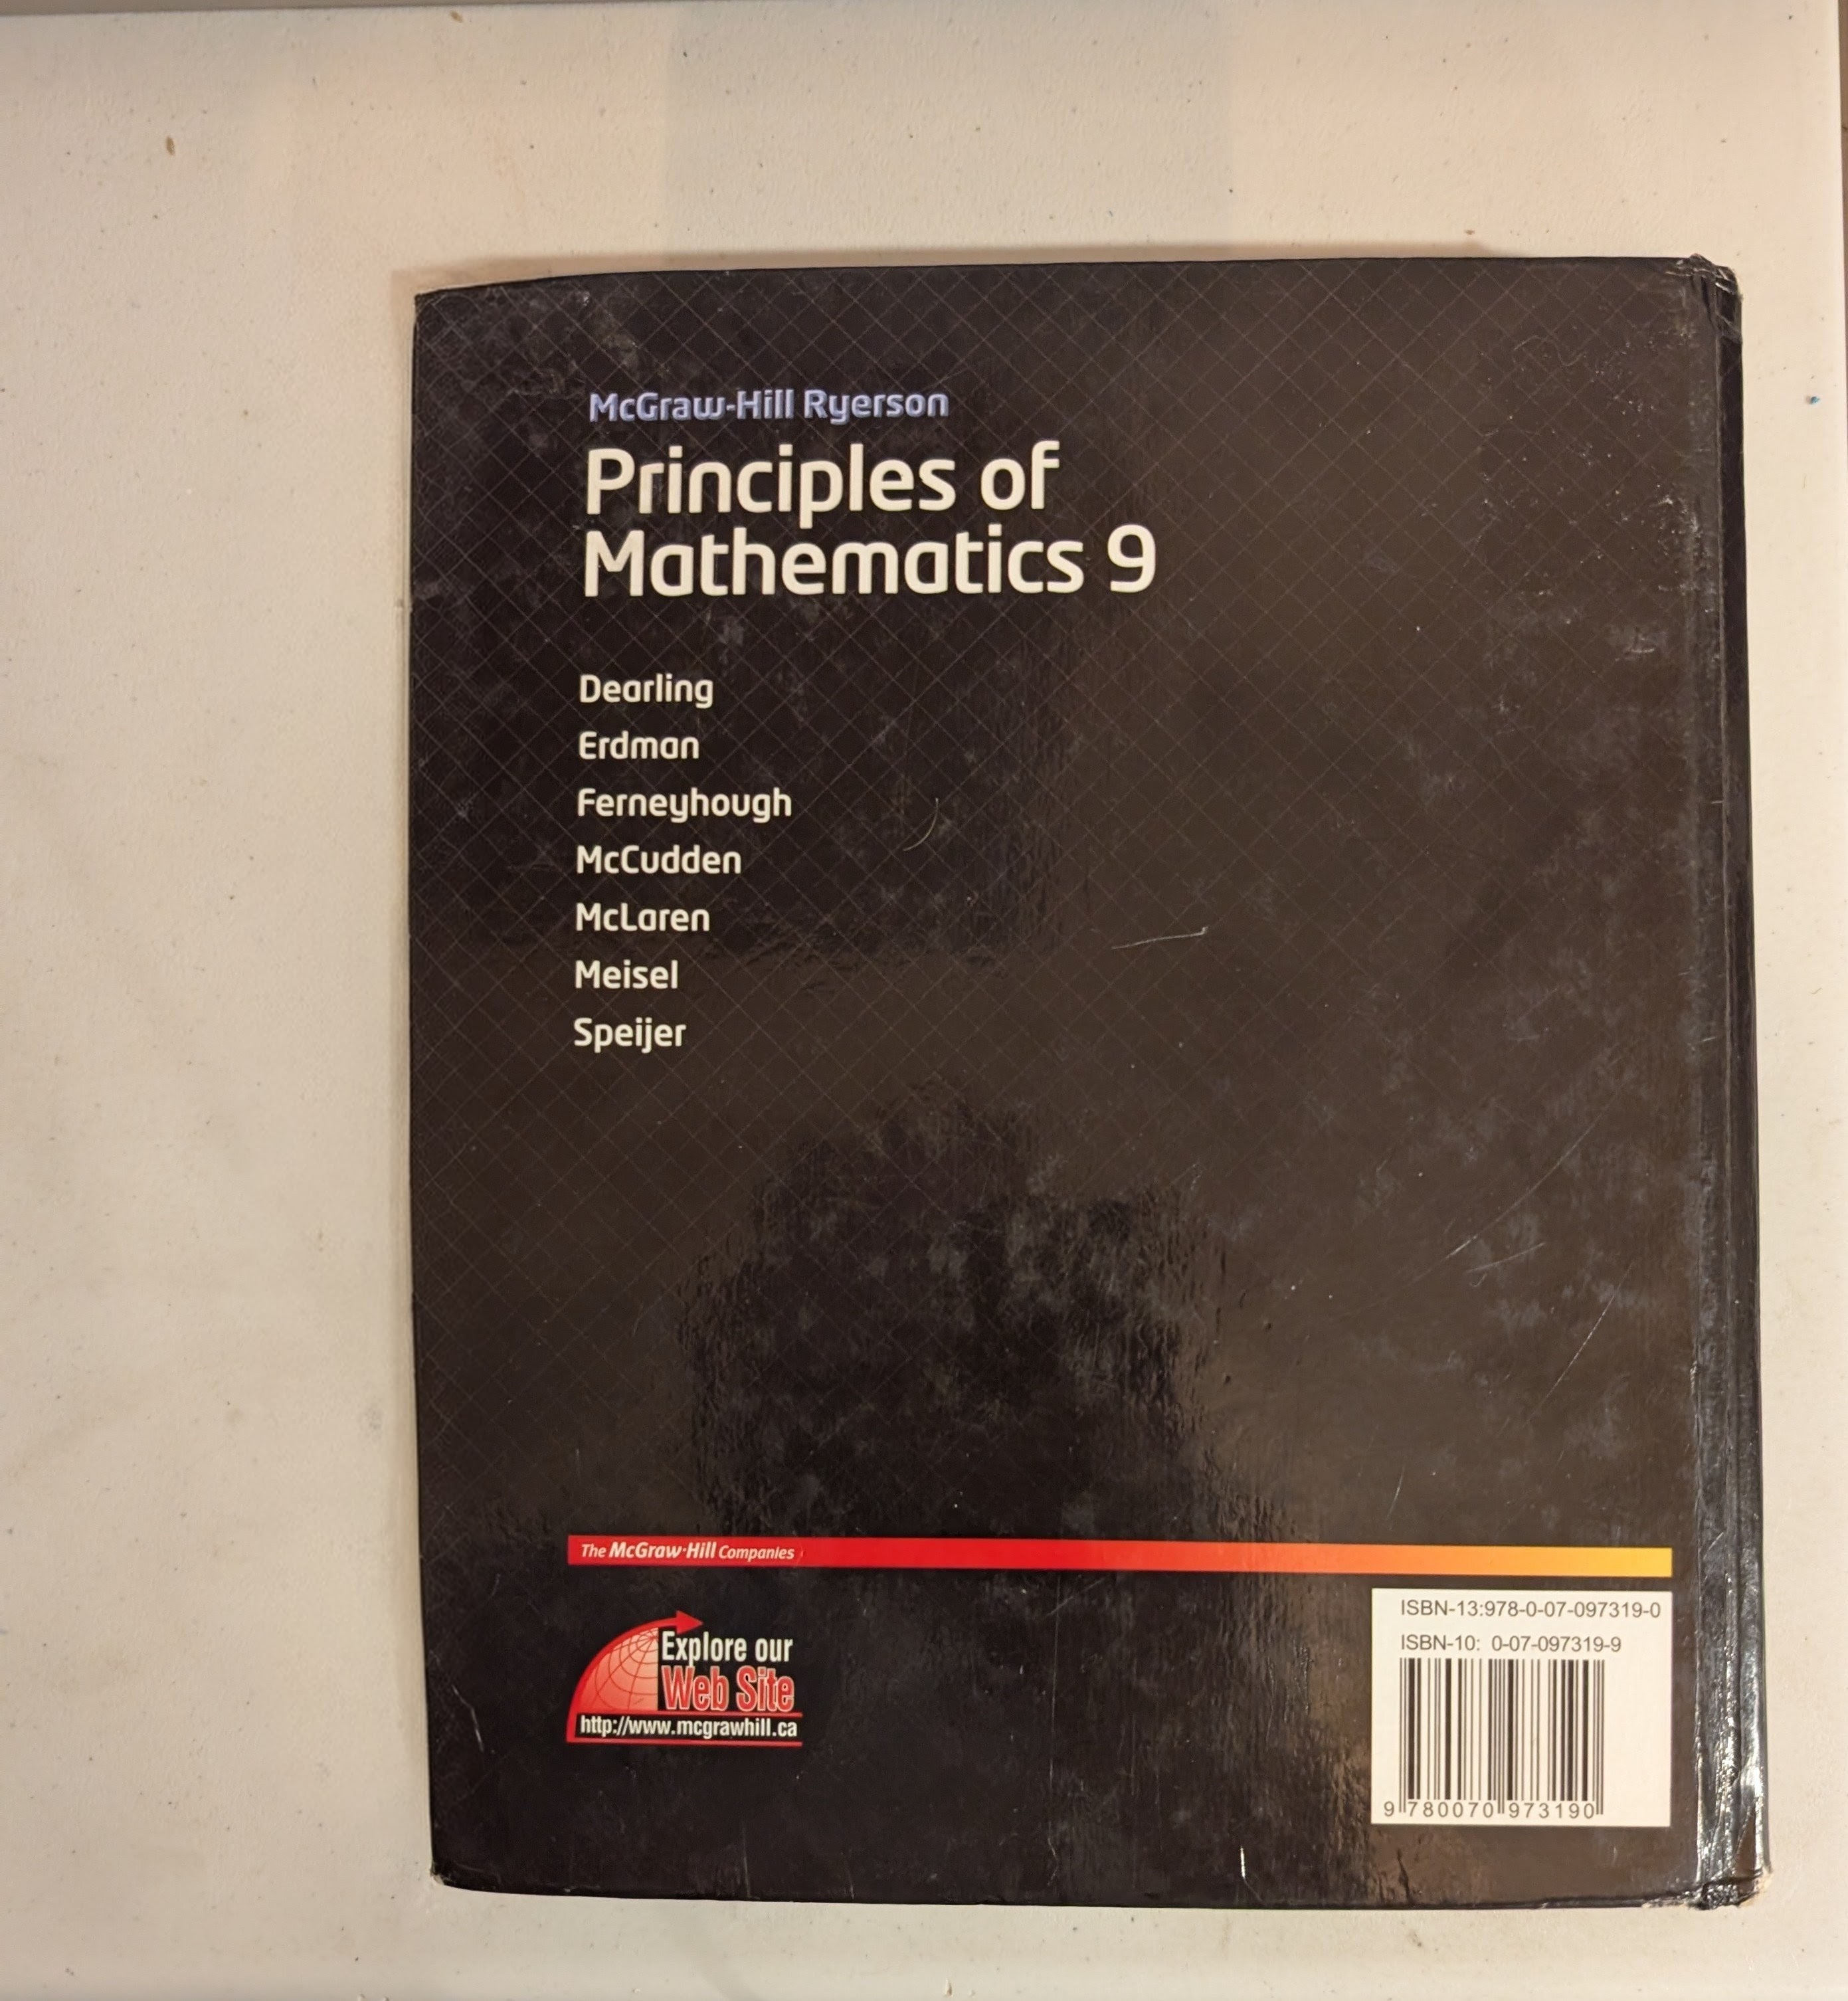 McGraw-Hill Ryerson
Principles of
Mathematics 9
Dearling
Erdman
Ferneyhough
McCudden
McLaren
Meisel
Speijer
The McGraw·Hill Companies
Explore our
Web Site
http://www.mcgrawhill.ca
ISBN-13:978-0-07-097319-0
ISBN-10: 0-07-097319-9
9 780070 973190